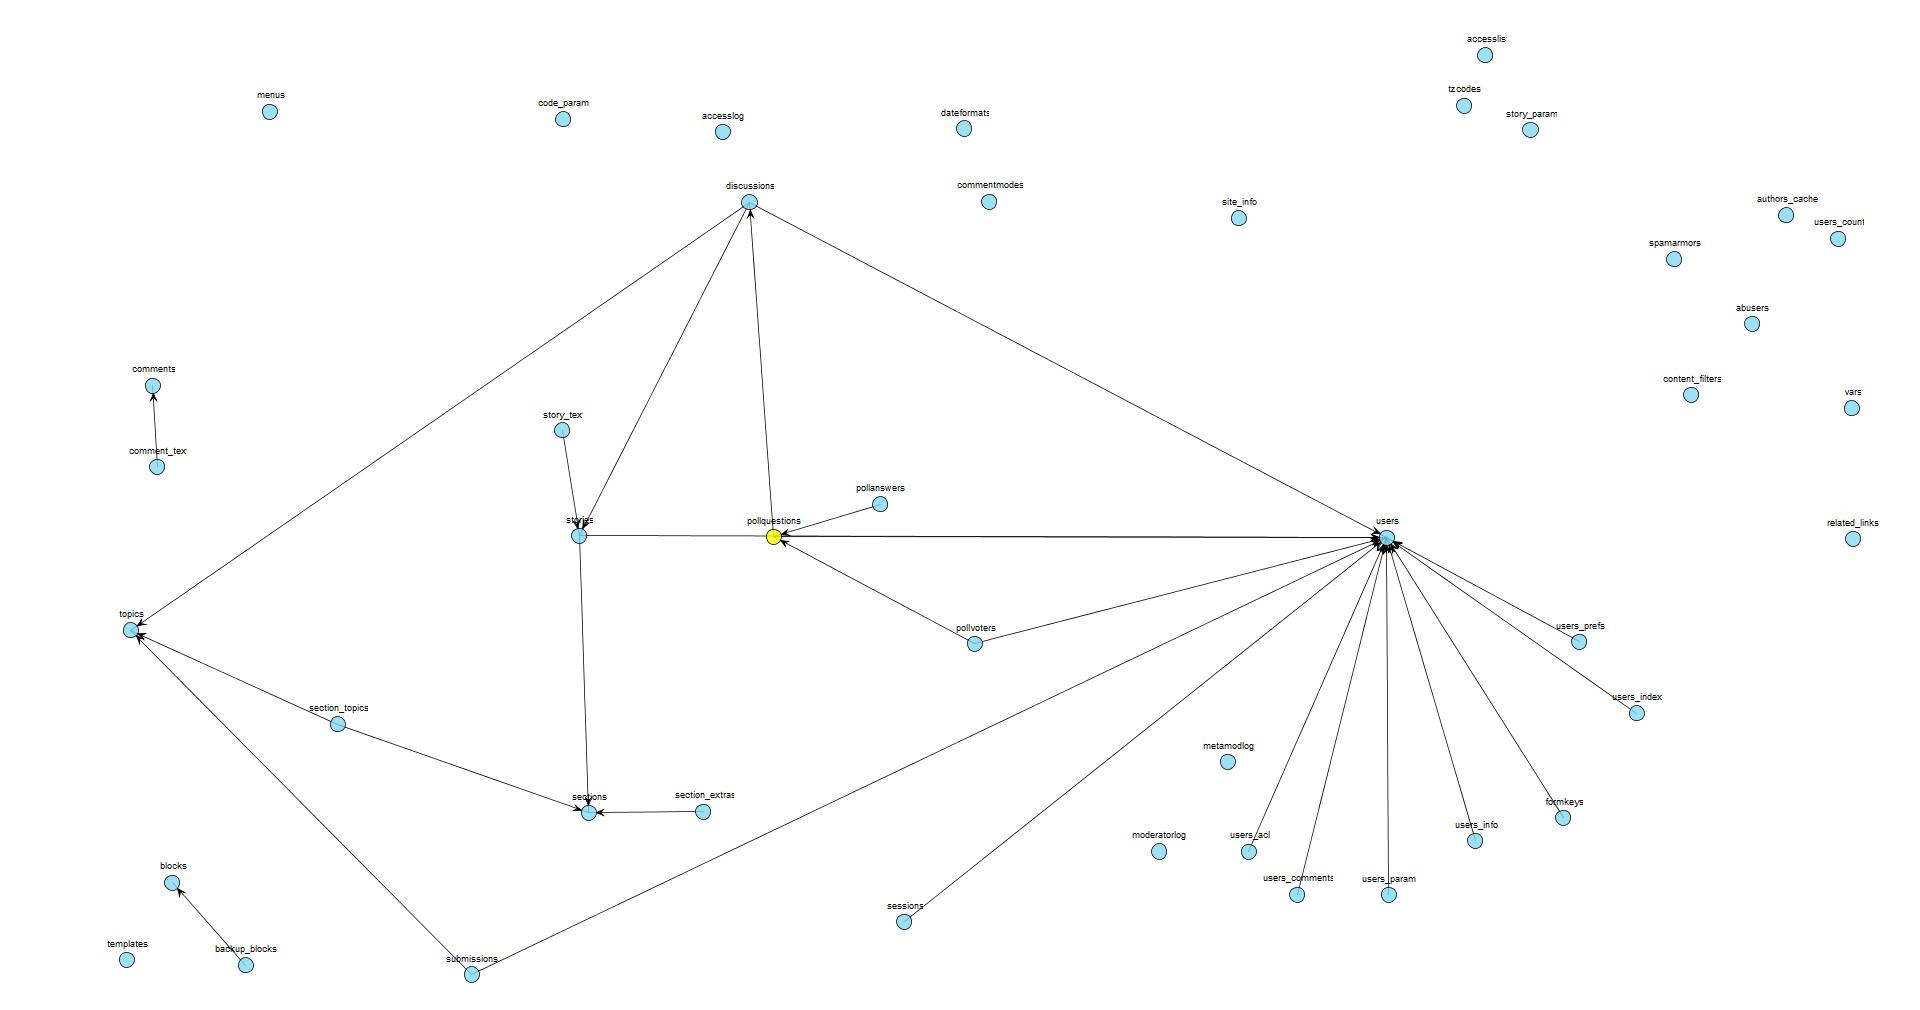 accesslis
tzcodes
menus
code_param
story_param
dateformats
accesslog
commentmodes
discussions
authors_cache
site_info
users_count
spamarmors
abusers
comments
content_filters
vars
story_tex
comment_tex
pollanswers
stories
pollquestions
users
related_links
topics
users_prefs
pollvoters
users_index
section_topics
metamodlog
section_extras
sections
formkeys
users_info
moderatorlog
users_acl
blocks
users_comments
users_param
sessions
templates
backup_blocks
submissions